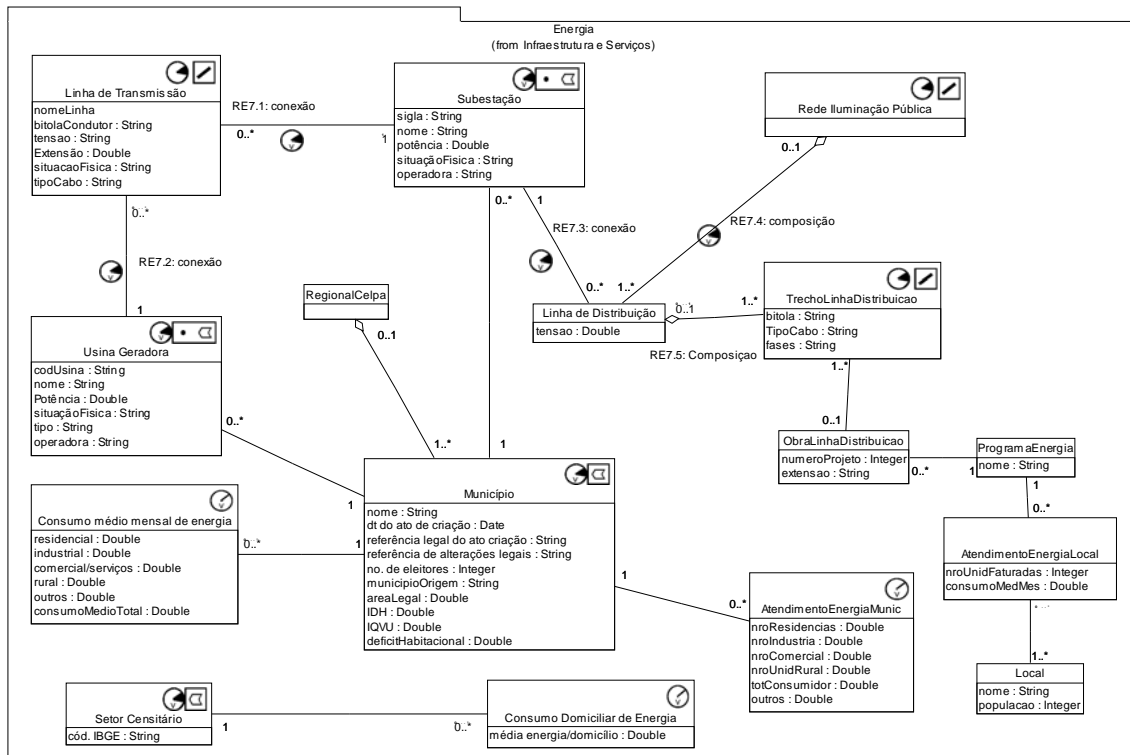 Energia
(from Infraestrutura e Serviços)
Linha de Transmissão
nomeLinha
bitolaCondutor : String
tensao : String
Extensão : Double
situacaoFisica : String
tipoCabo : String
RE7.1: conexão
0..*
1
Subestação
sigla : String
nome : String
potência : Double
situaçãoFisica : String
operadora : String
Rede Iluminação Pública
0..1
RE7.4: composição
1..*
0..*
1
RE7.3: conexão
0..*
0..*
RE7.2: conexão
1
RegionalCelpa
0..1
1..*
Linha de Distribuição
tensao : Double
0..1
1..*
RE7.5: Composiçao
TrechoLinhaDistribuicao
bitola : String
TipoCabo : String
fases : String
1..*
0..1
Usina Geradora
codUsina : String
nome : String
Potência : Double
situaçãoFisica : String
tipo : String
operadora : String
0..*
1
1
ObraLinhaDistribuicao
numeroProjeto : Integer
extensao : String
0..*
1
ProgramaEnergia
nome : String
1
0..*
Município
nome : String
dt do ato de criação : Date
referência legal do ato criação : String
referência de alterações legais : String
no. de eleitores : Integer
municipioOrigem : String
areaLegal : Double
IDH : Double
IQVU : Double
deficitHabitacional : Double
Consumo médio mensal de energia
residencial : Double
industrial : Double
comercial/serviços : Double
rural : Double
outros : Double
consumoMedioTotal : Double
0..*
1
1
0..*
AtendimentoEnergiaLocal
nroUnidFaturadas : Integer
consumoMedMes : Double
1..*
AtendimentoEnergiaMunic
nroResidencias : Double
nroIndustria : Double
nroComercial : Double
nroUnidRural : Double
totConsumidor : Double
outros : Double
Local
nome : String
populacao : Integer
Setor Censitário
cód. IBGE : String
1
0..*
Consumo Domiciliar de Energia
média energia/domicílio : Double